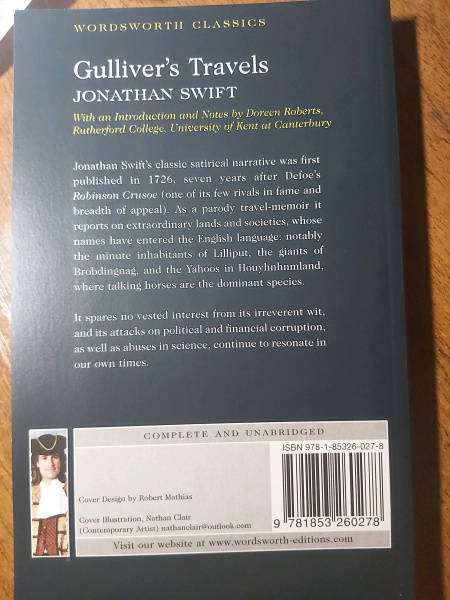 WORDSWORTH CLASSICS
Gulliver's Travels
JONATHAN SWIFT
With an Introduction and Notes by Doreen Roberts,
Rutherford College, University of Kent at Canterbury
Jonathan Swift's classic satirical narrative was first
published in 1726, seven years after Defoe's
Robinson Crusoe (one of its few rivals in fame and
breadth of appeal). As a parody travel-memoir it
reports on extraordinary lands and societies, whose
names have entered the English language: notably
the minute inhabitants of Lilliput, the giants of
Brobdingnag, and the Yahoos in Houyhnhnmland,
where talking horses are the dominant species.
It spares no vested interest from its irreverent wit,
and its attacks on political and financial corruption,
as well as abuses in science, continue to resonate in
our own times.
COMPLETE AND UNABRIDGED
ISBN 978-1-85326-027-8
Cover Design by Robert Mathias
Cover Illustration, Nathan Clair
(Contemporary Artist) nathanclair@outlook.com
9 781853 260278
Visit our website at www.wordsworth-editions.com